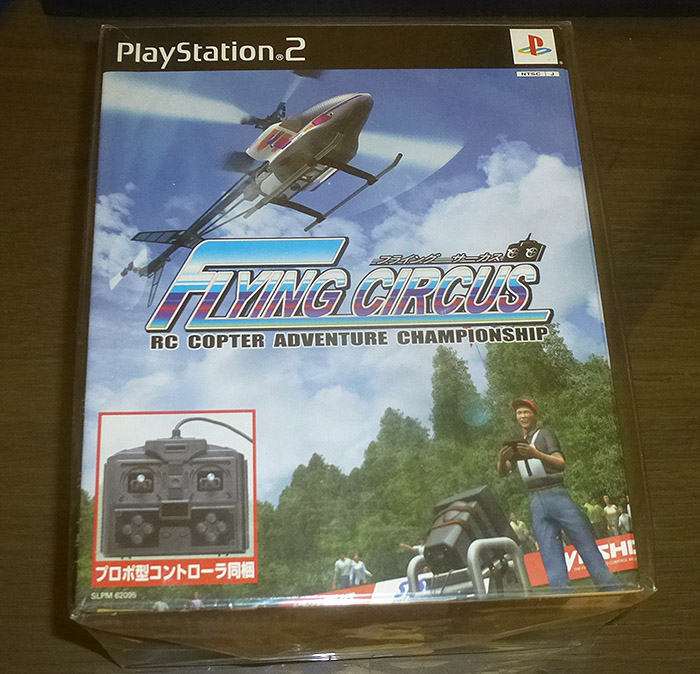 PlayStation®2
NTSC J
フライング サーカス
FLYING CIRCUS
RC COPTER ADVENTURE CHAMPIONSHIP
プロポ型コントローラ同梱
SLPM 62095